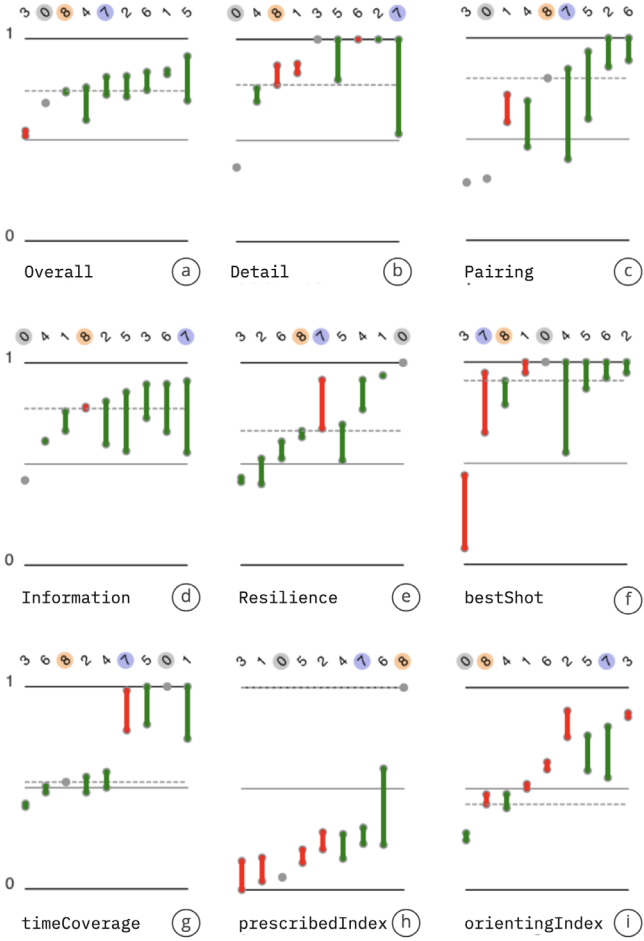 3 0 8 4 7 2 6 1 5
0 4 8 1 3 5 6 2 7
3 0 1 4 8 7 5 2 6
1
0
Overall a
Detail b
Pairing c
0 4 1 8 2 5 3 6 7
3 2 6 8 7 5 4 1 0
3 7 8 1 0 4 5 6 2
1
0
Information d
Resilience e
bestShot f
3 6 8 2 4 7 5 0 1
3 1 0 5 2 4 7 6 8
0 8 4 1 6 2 5 7 3
1
0
timeCoverage g
prescribedIndex h
orientingIndex i